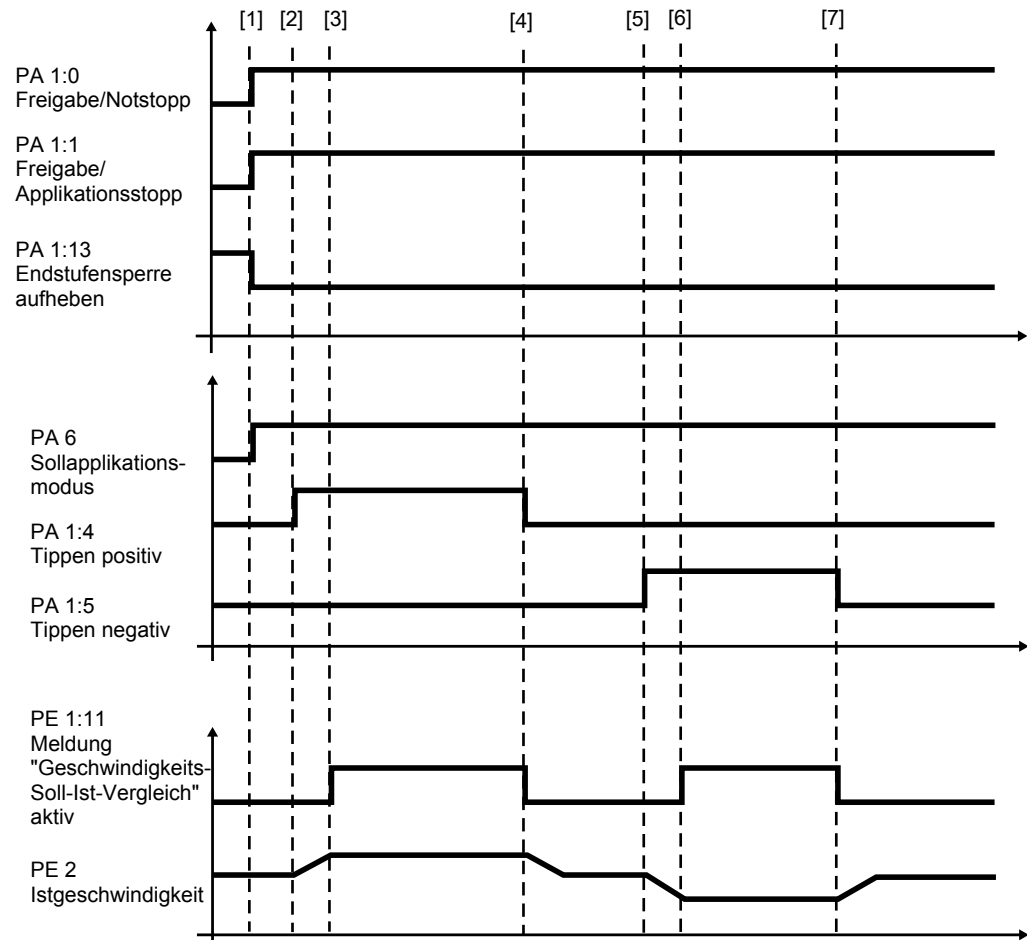 [1] [2] [3] [4] [5] [6] [7]
PA 1:0
Freigabe/Notstopp
PA 1:1
Freigabe/
Applikationsstopp
PA 1:13
Endstufensperre
aufheben
PA 6
Sollapplikations-
modus
PA 1:4
Tippen positiv
PA 1:5
Tippen negativ
PE 1:11
Meldung
"Geschwindigkeits-
Soll-Ist-Vergleich"
aktiv
PE 2
Istgeschwindigkeit